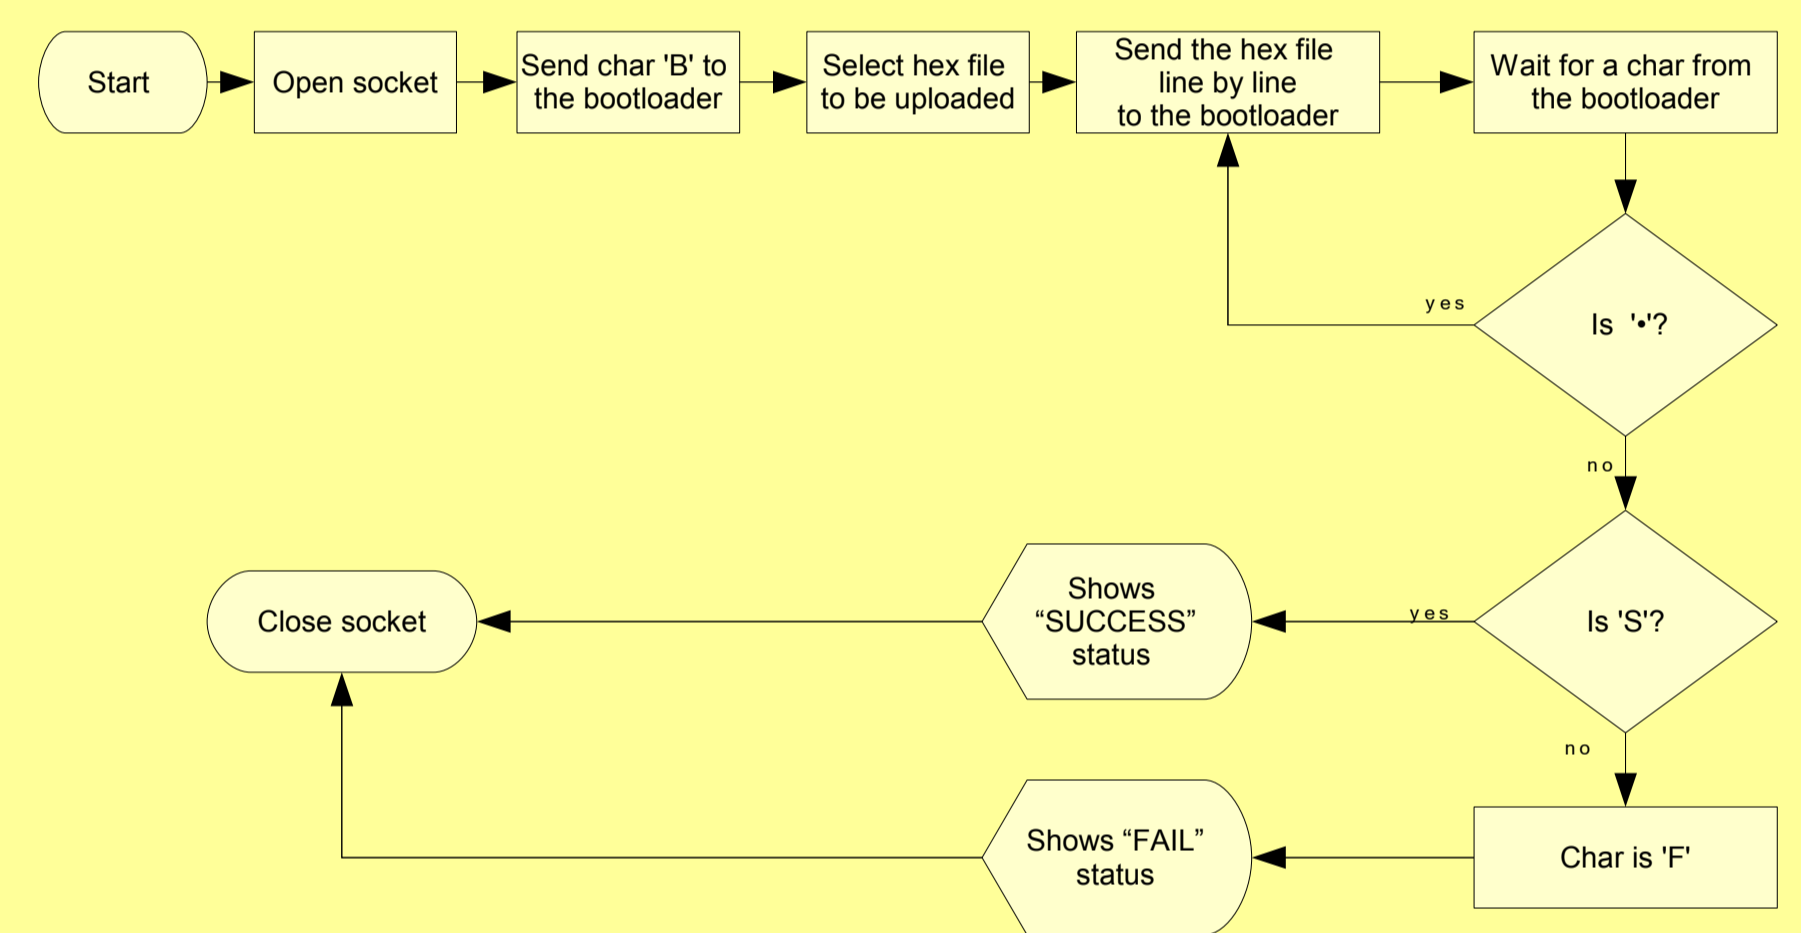 Start
Open socket
Send char 'B' to
the bootloader
Select hex file
to be uploaded
Send the hex file
line by line
to the bootloader
Wait for a char from
the bootloader
yes
Is '•'?
no
Close socket
Shows
“SUCCESS”
status
yes
Is 'S'?
no
Shows “FAIL”
status
Char is 'F'